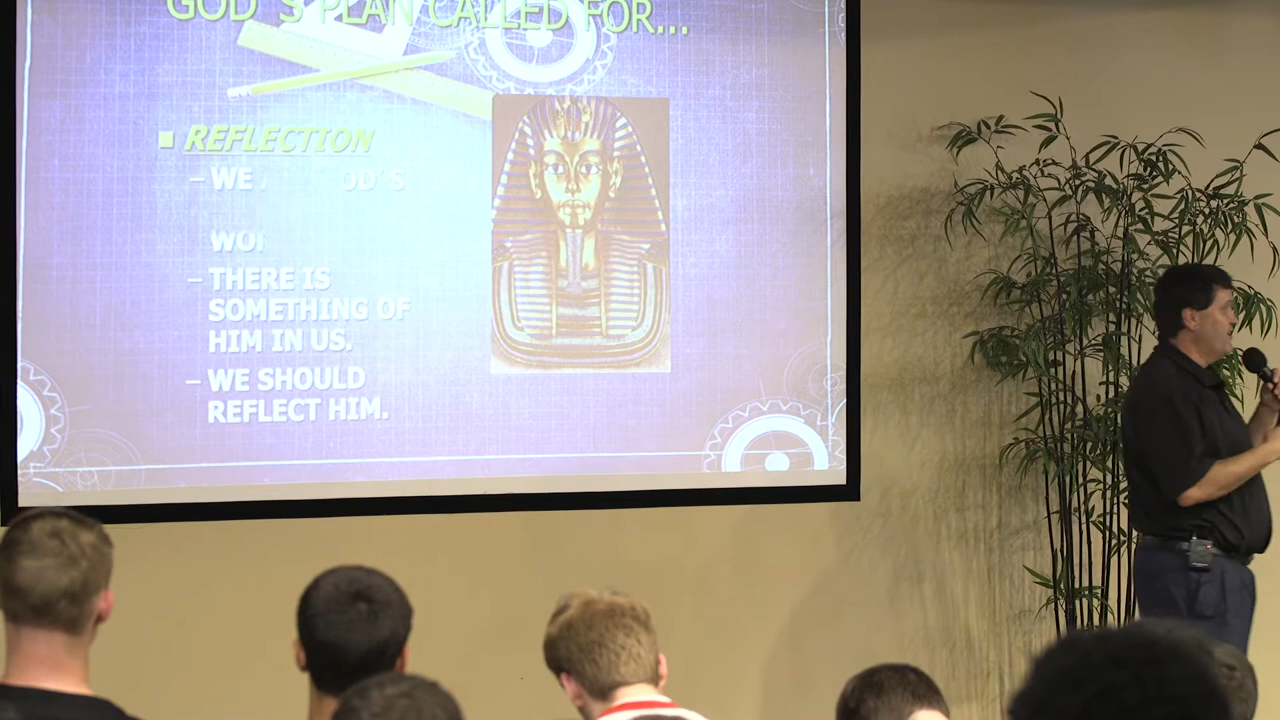 GOD'S PLAN CALLED FOR...
REFLECTION
– WE
– THERE IS
SOMETHING OF
HIM IN US.
– WE SHOULD
REFLECT HIM.